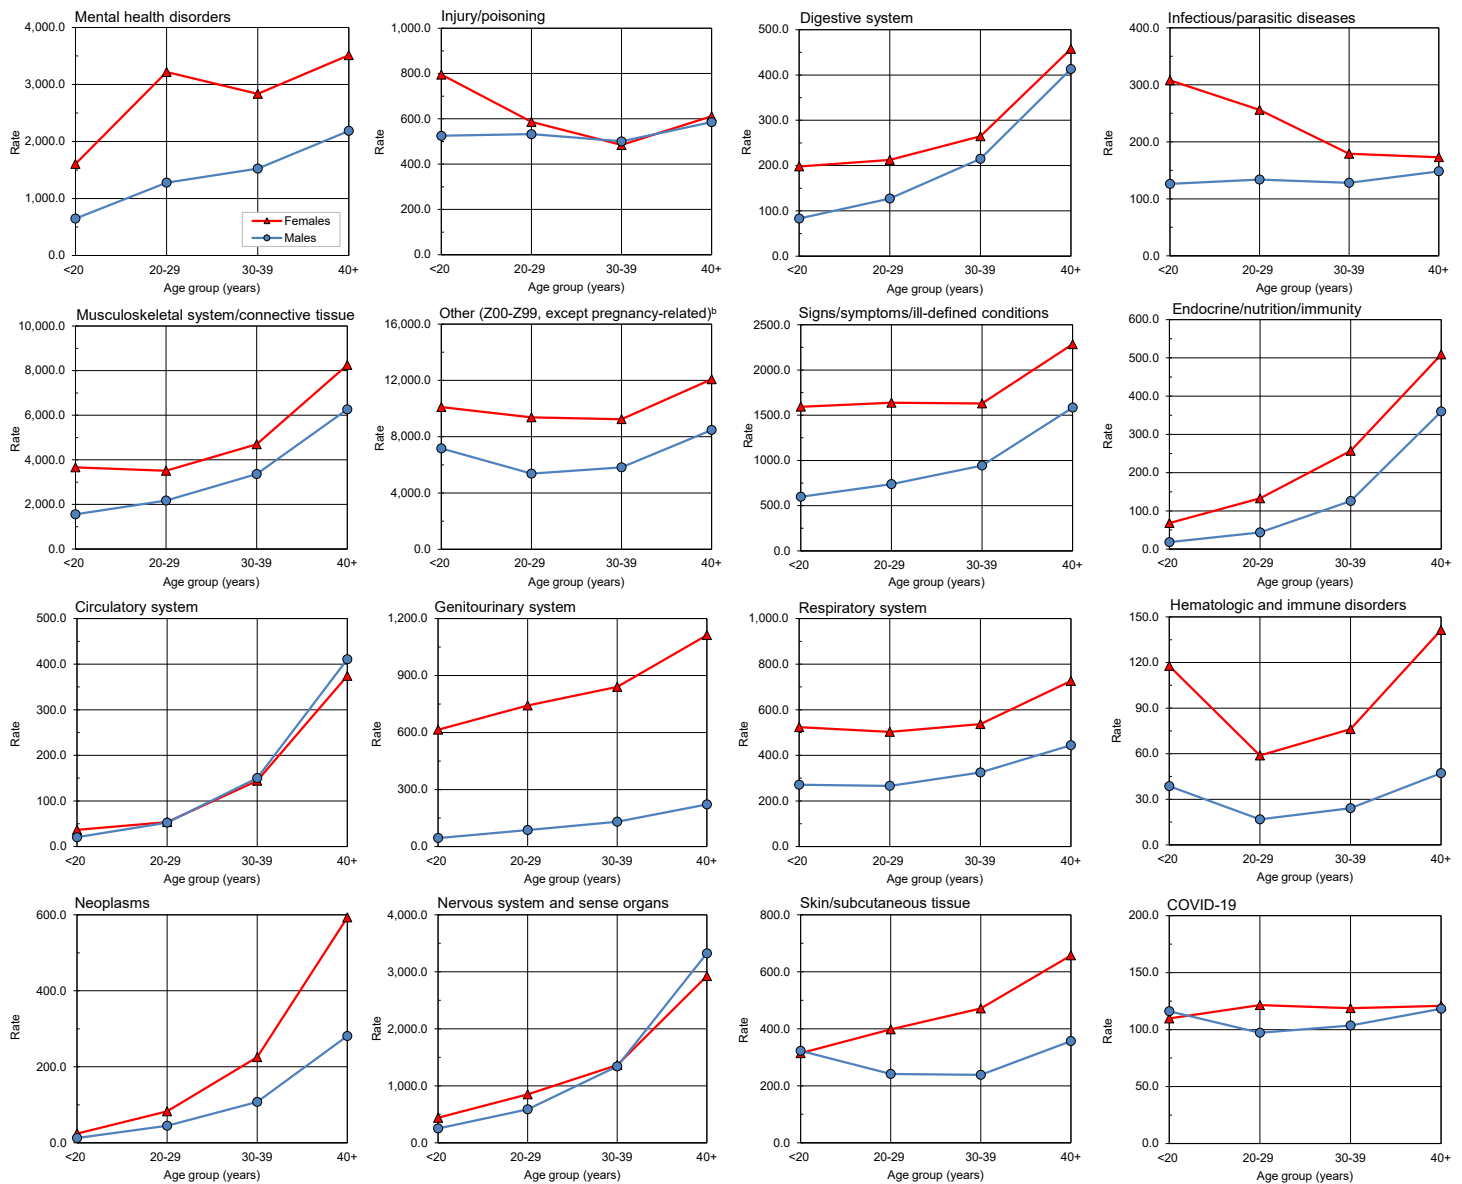 Mental health disorders
4,000.0
3,000.0
2,000.0
1,000.0
0.0
Rate
<20 20-29 30-39 40+
Age group (years)
Females
Males
Injury/poisoning
1,000.0
800.0
600.0
400.0
200.0
0.0
Rate
<20 20-29 30-39 40+
Age group (years)
Digestive system
500.0
400.0
300.0
200.0
100.0
0.0
Rate
<20 20-29 30-39 40+
Age group (years)
Infectious/parasitic diseases
400.0
300.0
200.0
100.0
0.0
Rate
<20 20-29 30-39 40+
Age group (years)
Musculoskeletal system/connective tissue
10,000.0
8,000.0
6,000.0
4,000.0
2,000.0
0.0
Rate
<20 20-29 30-39 40+
Age group (years)
Other (Z00-Z99, except pregnancy-related)ᵇ
16,000.0
12,000.0
8,000.0
4,000.0
0.0
Rate
<20 20-29 30-39 40+
Age group (years)
Signs/symptoms/ill-defined conditions
2500.0
2000.0
1500.0
1000.0
500.0
0.0
Rate
<20 20-29 30-39 40+
Age group (years)
Endocrine/nutrition/immunity
600.0
500.0
400.0
300.0
200.0
100.0
0.0
Rate
<20 20-29 30-39 40+
Age group (years)
Circulatory system
500.0
400.0
300.0
200.0
100.0
0.0
Rate
<20 20-29 30-39 40+
Age group (years)
Genitourinary system
1,200.0
900.0
600.0
300.0
0.0
Rate
<20 20-29 30-39 40+
Age group (years)
Respiratory system
1,000.0
800.0
600.0
400.0
200.0
0.0
Rate
<20 20-29 30-39 40+
Age group (years)
Hematologic and immune disorders
150.0
120.0
90.0
60.0
30.0
0.0
Rate
<20 20-29 30-39 40+
Age group (years)
Neoplasms
600.0
400.0
200.0
0.0
Rate
<20 20-29 30-39 40+
Age group (years)
Nervous system and sense organs
4,000.0
3,000.0
2,000.0
1,000.0
0.0
Rate
<20 20-29 30-39 40+
Age group (years)
Skin/subcutaneous tissue
800.0
600.0
400.0
200.0
0.0
Rate
<20 20-29 30-39 40+
Age group (years)
COVID-19
200.0
150.0
100.0
50.0
0.0
Rate
<20 20-29 30-39 40+
Age group (years)